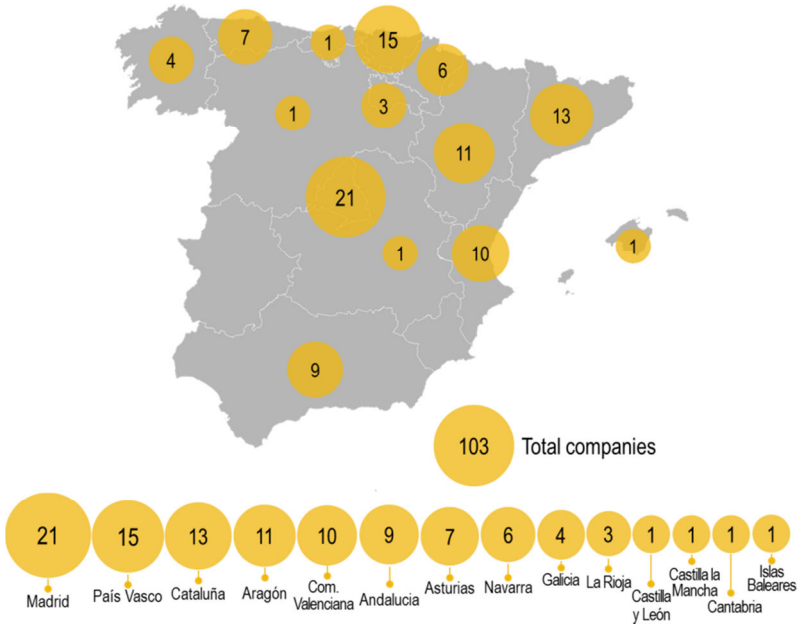 7
1
15
4
6
1
3
13
11
21
1
10
1
9
103 Total companies
21
15
13
11
10
9
7
6
4
3
1
1
1
1
Madrid
País Vasco
Cataluña
Aragón
Com.
Valenciana
Andalucia
Asturias
Navarra
Galicia
La Rioja
Castilla
y León
Castilla la
Mancha
Cantabria
Islas
Baleares